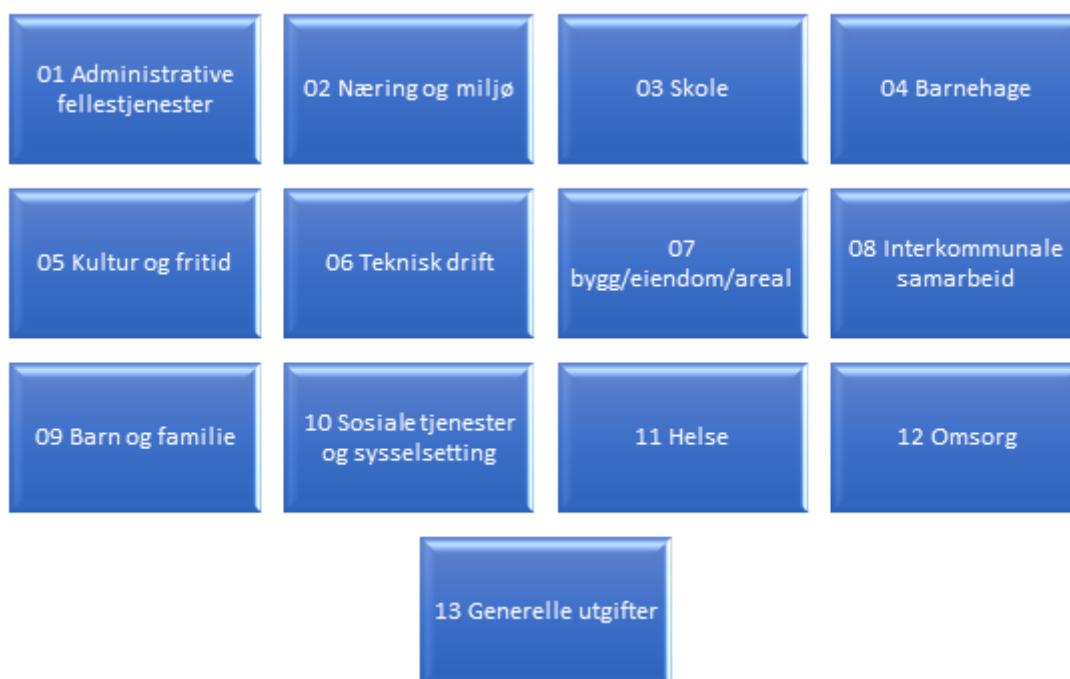 01 Administrative
fellestjenester
02 Næring og miljø
03 Skole
04 Barnehage
05 Kultur og fritid
06 Teknisk drift
07
bygg/eiendom/areal
08 Interkommunale
samarbeid
09 Barn og familie
10 Sosiale tjenester
og sysselsetting
11 Helse
12 Omsorg
13 Generelle utgifter